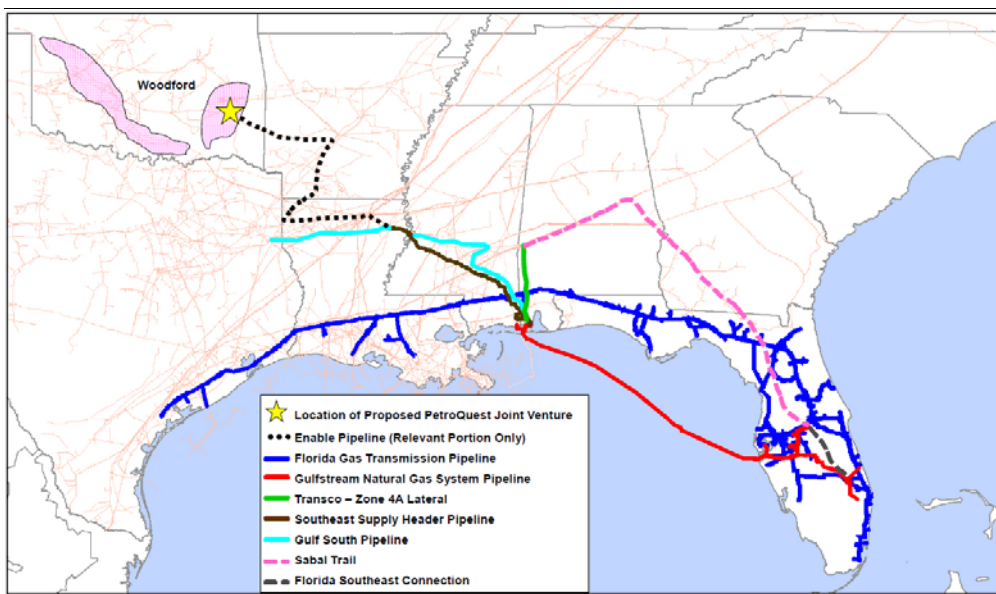 Woodford
Location of Proposed PetroQuest Joint Venture
Enable Pipeline (Relevant Portion Only)
Florida Gas Transmission Pipeline
Gulfstream Natural Gas System Pipeline
Transco – Zone 4A Lateral
Southeast Supply Header Pipeline
Gulf South Pipeline
Sabal Trail
Florida Southeast Connection